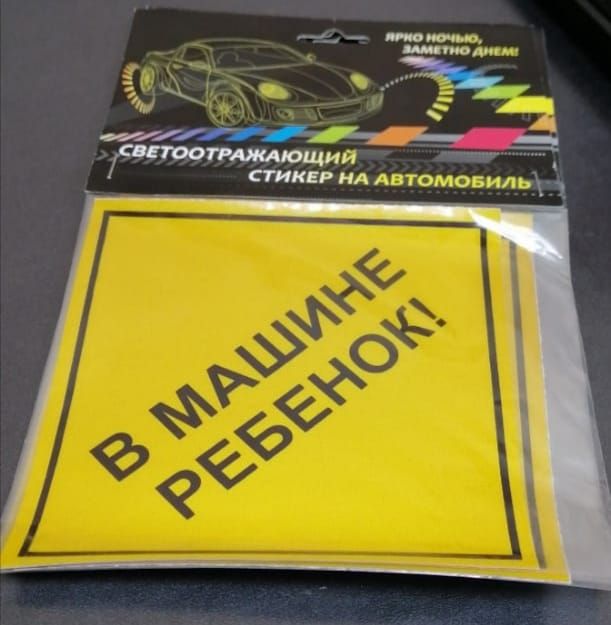 ЯРКО НОЧЬЮ,
ЗАМЕТНО ДНЕМ!
СВЕТООТРАЖАЮЩИЙ
СТИКЕР НА АВТОМОБИЛЬ
В МАШИНЕ
РЕБЕНОК!